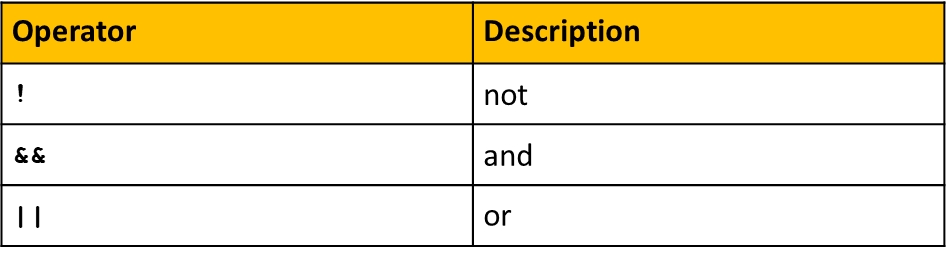 Operator Description
! not
&& and
|| or